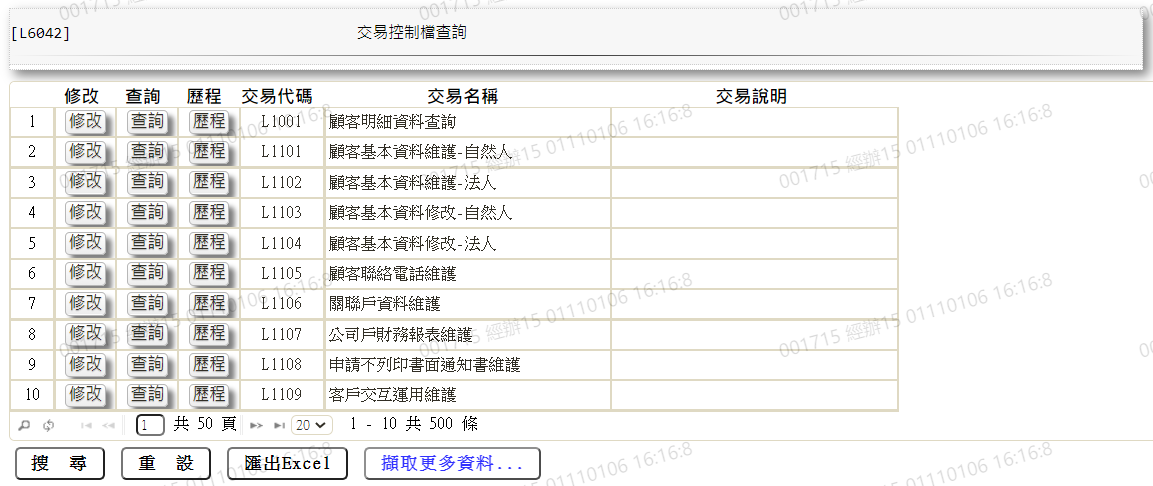 [L6042] 交易控制檔查詢
修改 查詢 歷程 交易代碼 交易名稱 交易說明
1 修改 查詢 歷程 L1001 顧客明細資料查詢
2 修改 查詢 歷程 L1101 顧客基本資料維護-自然人
3 修改 查詢 歷程 L1102 顧客基本資料維護-法人
4 修改 查詢 歷程 L1103 顧客基本資料修改-自然人
5 修改 查詢 歷程 L1104 顧客基本資料修改-法人
6 修改 查詢 歷程 L1105 顧客聯絡電話維護
7 修改 查詢 歷程 L1106 關聯戶資料維護
8 修改 查詢 歷程 L1107 公司戶財務報表維護
9 修改 查詢 歷程 L1108 申請不列印書面通知書維護
10 修改 查詢 歷程 L1109 客戶交互運用維護
1 共 50 頁 20 1 - 10 共 500 條
搜 尋 重 設 匯出Excel 擷取更多資料...
001715 經辦15 01110106 16:16:8